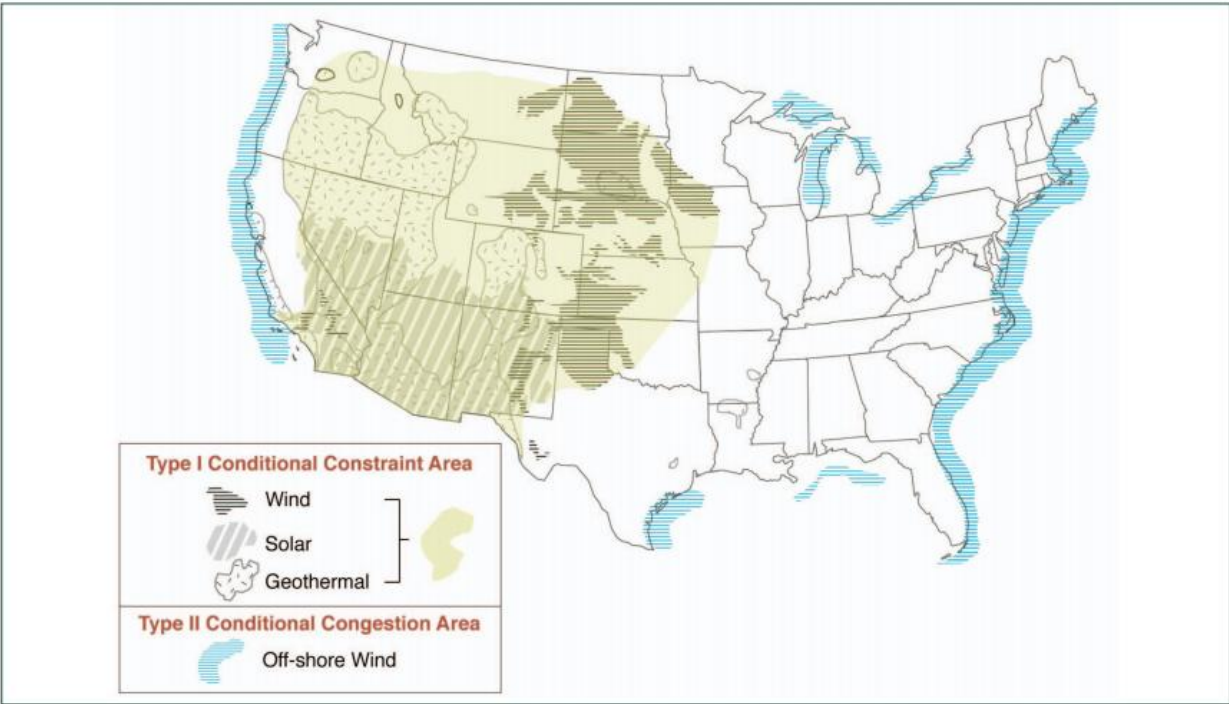 Type I Conditional Constraint Area
Wind
Solar
Geothermal
Type II Conditional Congestion Area
Off-shore Wind